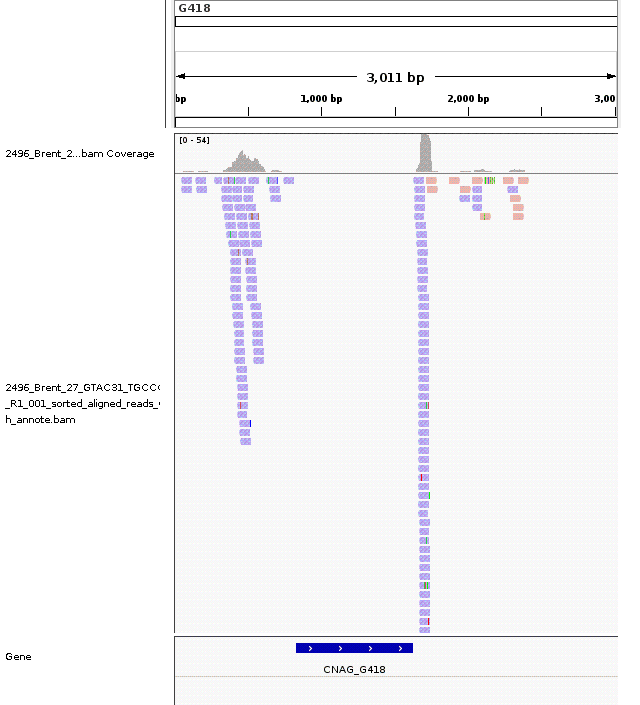 G418
3,011 bp
bp
1,000 bp
2,000 bp
3,00
[0 - 54]
2496_Brent_2...bam Coverage
2496_Brent_27_GTAC31_TGCCC
_R1_001_sorted_aligned_reads_
h_annote.bam
Gene
CNAG_G418